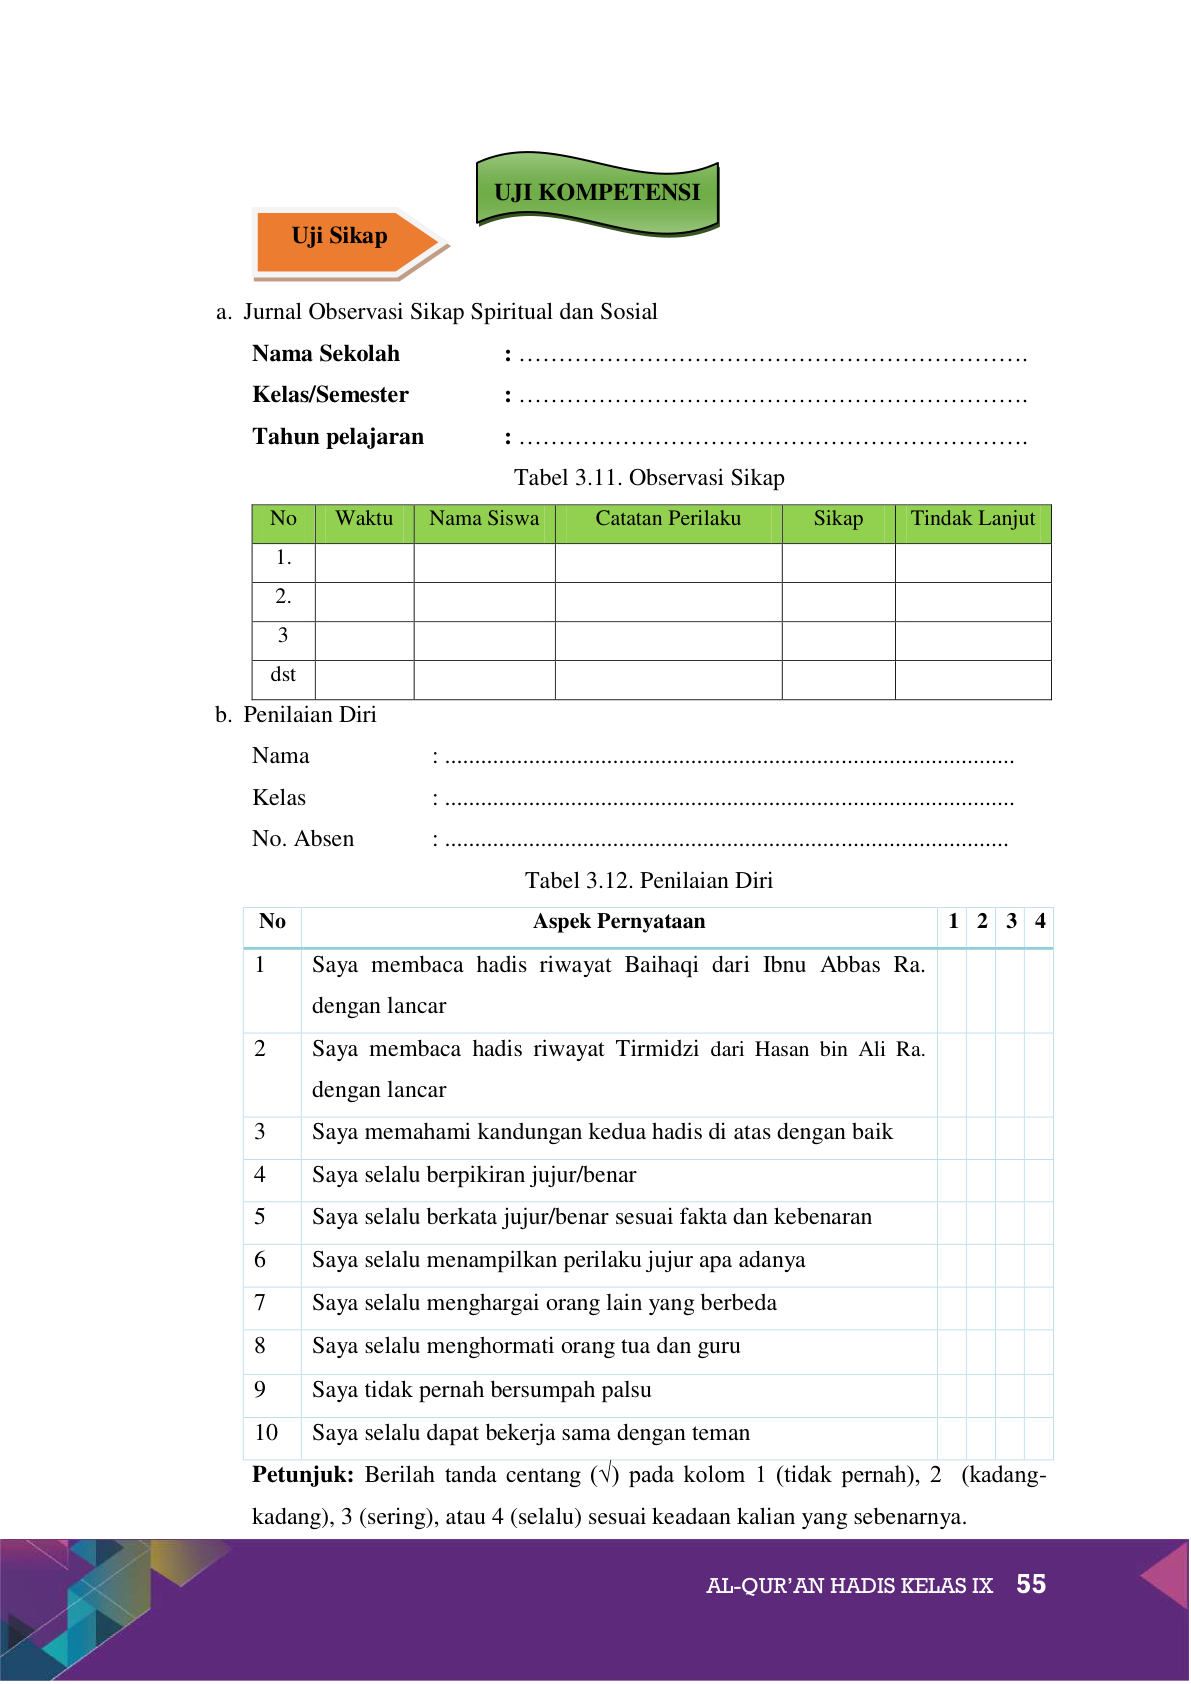 UJI KOMPETENSI
Uji Sikap
a. Jurnal Observasi Sikap Spiritual dan Sosial
Nama Sekolah : ……………………………………………………….
Kelas/Semester : ……………………………………………………….
Tahun pelajaran : ……………………………………………………….
Tabel 3.11. Observasi Sikap
No Waktu Nama Siswa Catatan Perilaku Sikap Tindak Lanjut
1.
2.
3
dst
b. Penilaian Diri
Nama : ...............................................................................................
Kelas : ...............................................................................................
No. Absen : ..............................................................................................
Tabel 3.12. Penilaian Diri
No Aspek Pernyataan 1 2 3 4
1 Saya membaca hadis riwayat Baihaqi dari Ibnu Abbas Ra.
dengan lancar
2 Saya membaca hadis riwayat Tirmidzi dari Hasan bin Ali Ra.
dengan lancar
3 Saya memahami kandungan kedua hadis di atas dengan baik
4 Saya selalu berpikiran jujur/benar
5 Saya selalu berkata jujur/benar sesuai fakta dan kebenaran
6 Saya selalu menampilkan perilaku jujur apa adanya
7 Saya selalu menghargai orang lain yang berbeda
8 Saya selalu menghormati orang tua dan guru
9 Saya tidak pernah bersumpah palsu
10 Saya selalu dapat bekerja sama dengan teman
Petunjuk: Berilah tanda centang (√) pada kolom 1 (tidak pernah), 2 (kadang-
kadang), 3 (sering), atau 4 (selalu) sesuai keadaan kalian yang sebenarnya.
AL-QUR’AN HADIS KELAS IX 55